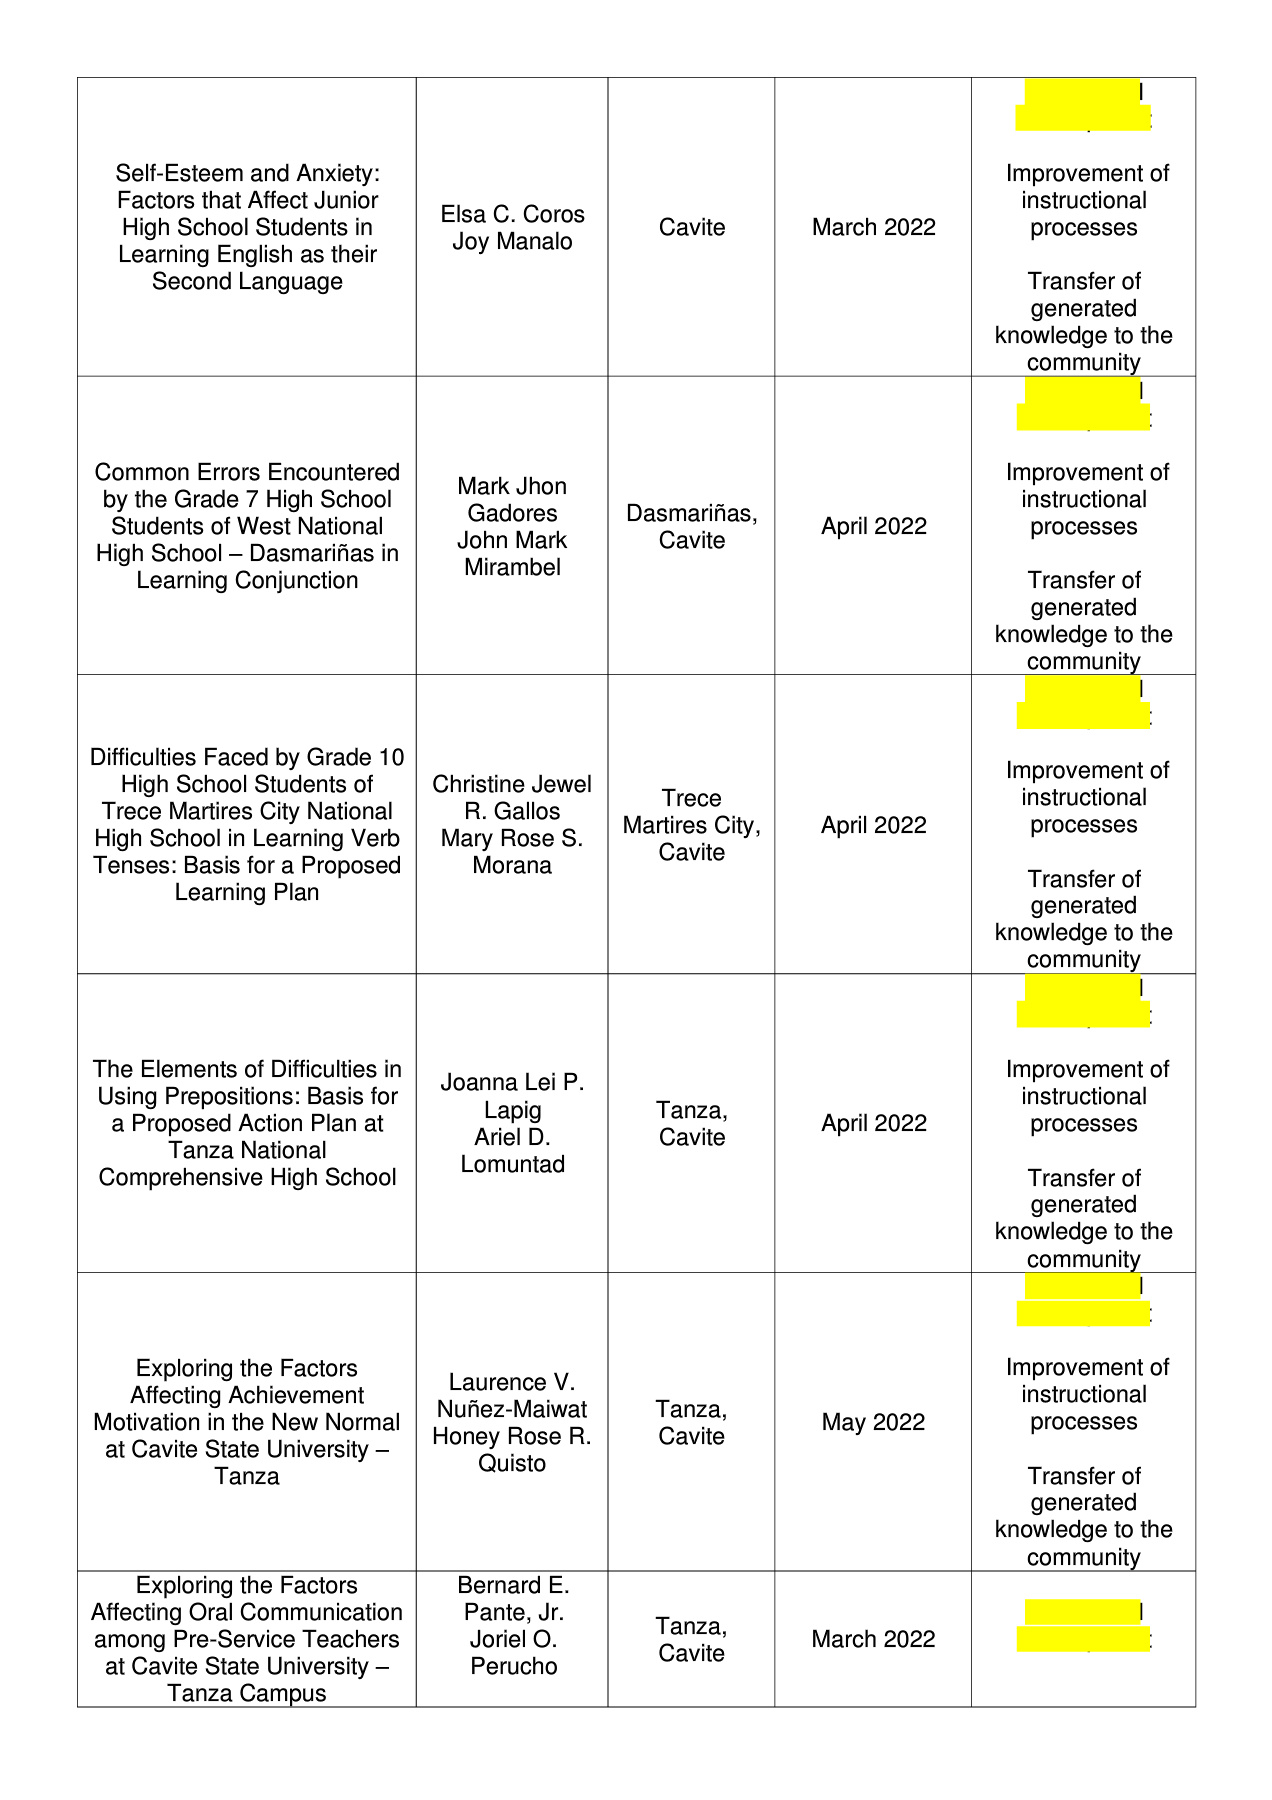 Self-Esteem and Anxiety:
Factors that Affect Junior
High School Students in
Learning English as their
Second Language
Elsa C. Coros
Joy Manalo
Cavite
March 2022
Improvement of
instructional
processes
Transfer of
generated
knowledge to the
community
Common Errors Encountered
by the Grade 7 High School
Students of West National
High School – Dasmariñas in
Learning Conjunction
Mark Jhon
Gadores
John Mark
Mirambel
Dasmariñas,
Cavite
April 2022
Improvement of
instructional
processes
Transfer of
generated
knowledge to the
community
Difficulties Faced by Grade 10
High School Students of
Trece Martires City National
High School in Learning Verb
Tenses: Basis for a Proposed
Learning Plan
Christine Jewel
R. Gallos
Mary Rose S.
Morana
Trece
Martires City,
Cavite
April 2022
Improvement of
instructional
processes
Transfer of
generated
knowledge to the
community
The Elements of Difficulties in
Using Prepositions: Basis for
a Proposed Action Plan at
Tanza National
Comprehensive High School
Joanna Lei P.
Lapig
Ariel D.
Lomuntad
Tanza,
Cavite
April 2022
Improvement of
instructional
processes
Transfer of
generated
knowledge to the
community
Exploring the Factors
Affecting Achievement
Motivation in the New Normal
at Cavite State University –
Tanza
Laurence V.
Nuñez-Maiwat
Honey Rose R.
Quisto
Tanza,
Cavite
May 2022
Improvement of
instructional
processes
Transfer of
generated
knowledge to the
community
Exploring the Factors
Affecting Oral Communication
among Pre-Service Teachers
at Cavite State University –
Tanza Campus
Bernard E.
Pante, Jr.
Joriel O.
Perucho
Tanza,
Cavite
March 2022